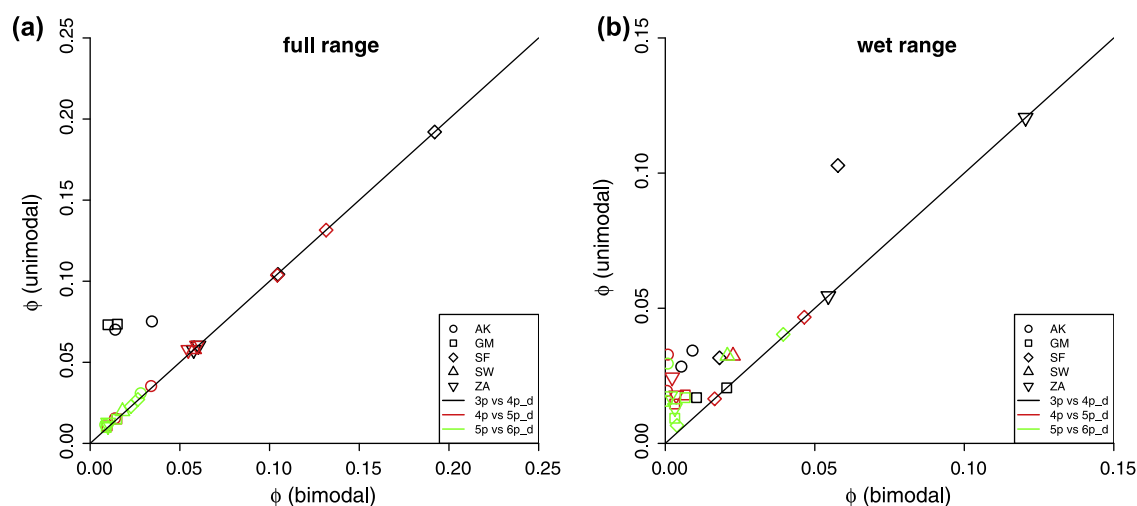 (a)
full range
0.25
0.20
0.15
0.10
0.05
0.00
ϕ (unimodal)
0.00 0.05 0.10 0.15 0.20 0.25
ϕ (bimodal)
AK
GM
SF
SW
ZA
3p vs 4p_d
4p vs 5p_d
5p vs 6p_d
(b)
wet range
0.15
0.10
0.05
0.00
ϕ (unimodal)
0.00 0.05 0.10 0.15
ϕ (bimodal)
AK
GM
SF
SW
ZA
3p vs 4p_d
4p vs 5p_d
5p vs 6p_d